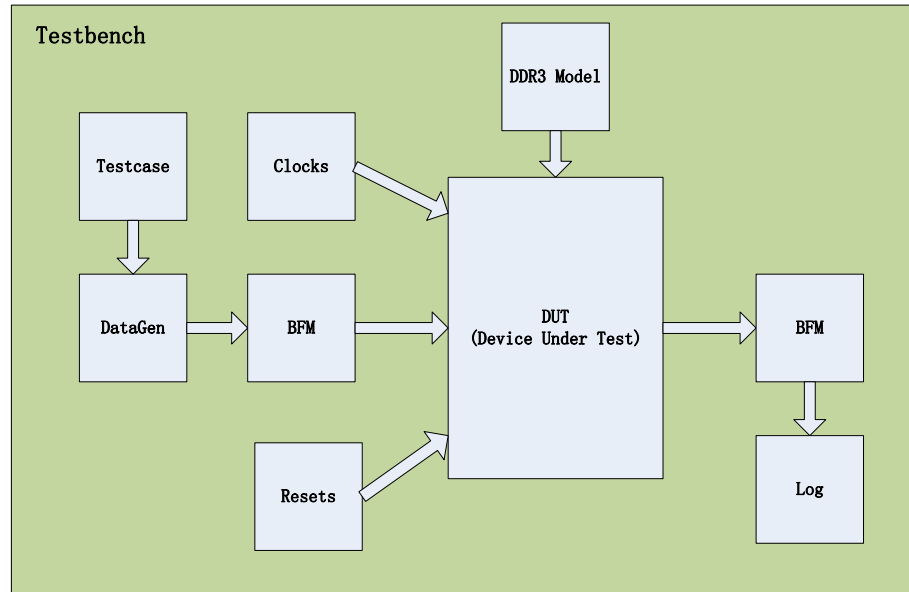 Testbench
DDR3 Model
Testcase
Clocks
DataGen
BFM
DUT
(Device Under Test)
BFM
Resets
Log